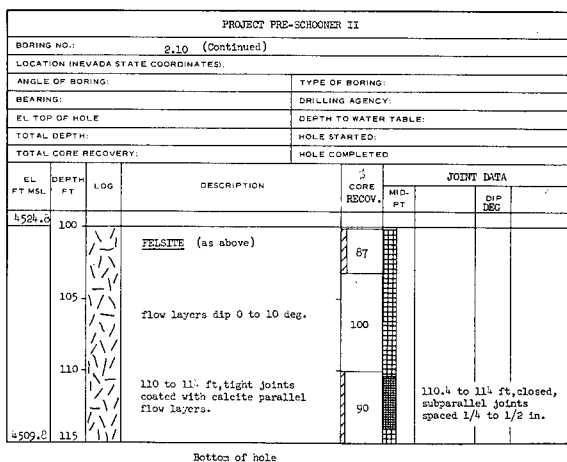 PROJECT PRE-SCHOONER II
BORING NO.: 2.10 (Continued)
LOCATION (NEVADA STATE COORDINATES).
ANGLE OF BORING: TYPE OF BORING:
BEARING: DRILLING AGENCY:
EL TOP OF HOLE DEPTH TO WATER TABLE:
TOTAL DEPTH: HOLE STARTED:
TOTAL CORE RECOVERY: HOLE COMPLETED
EL FT MSL
DEPTH FT
LOG
DESCRIPTION
CORE RECOV.
JOINT DATA
MID-PT
DIP DEG
4524.8 100
FELSITE (as above)
87
105
flow layers dip 0 to 10 deg.
100
110
110 to 114 ft, tight joints
coated with calcite parallel
flow layers.
90
110.4 to 114 ft, closed,
subparallel joints
spaced 1/4 to 1/2 in.
4509.8 115
Bottom of hole